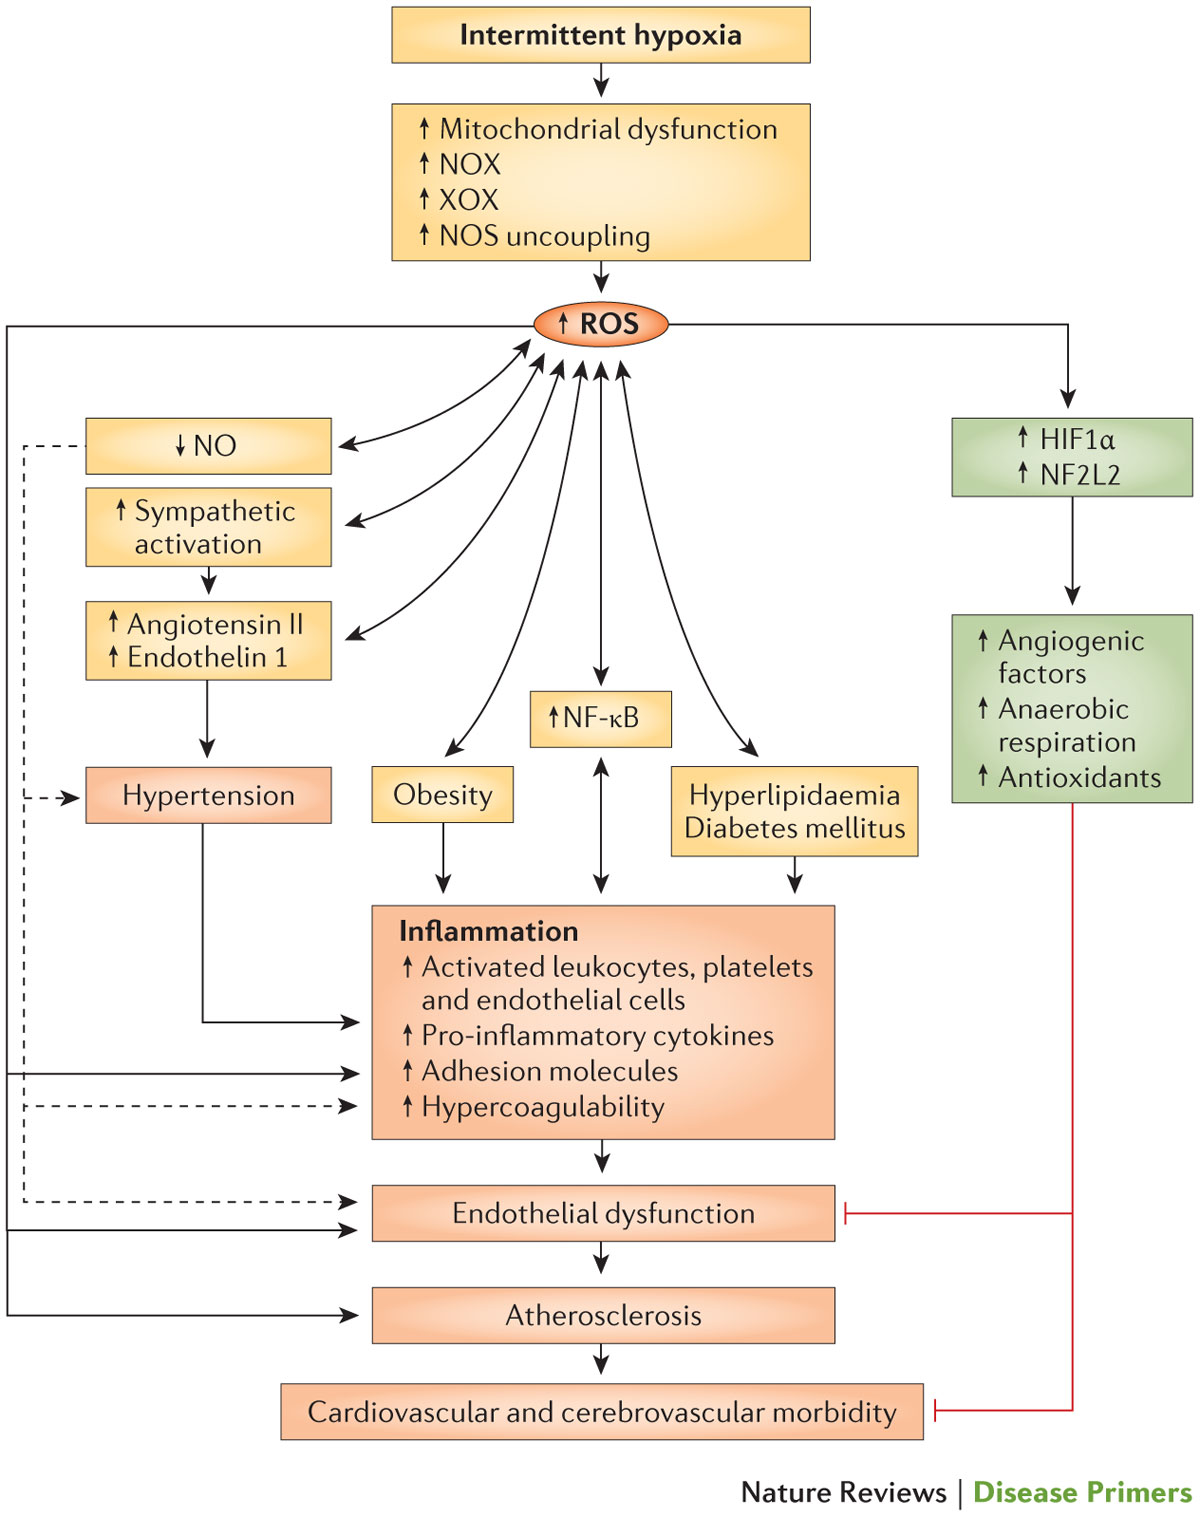 Intermittent hypoxia
↑ Mitochondrial dysfunction
↑ NOX
↑ XOX
↑ NOS uncoupling
↑ ROS
↓ NO
↑ Sympathetic
activation
↑ Angiotensin II
↑ Endothelin 1
Hypertension
Obesity
↑NF-κB
Hyperlipidaemia
Diabetes mellitus
↑ HIF1α
↑ NF2L2
↑ Angiogenic
factors
↑ Anaerobic
respiration
↑ Antioxidants
Inflammation
↑ Activated leukocytes, platelets
and endothelial cells
↑ Pro-inflammatory cytokines
↑ Adhesion molecules
↑ Hypercoagulability
Endothelial dysfunction
Atherosclerosis
Cardiovascular and cerebrovascular morbidity
Nature Reviews | Disease Primers